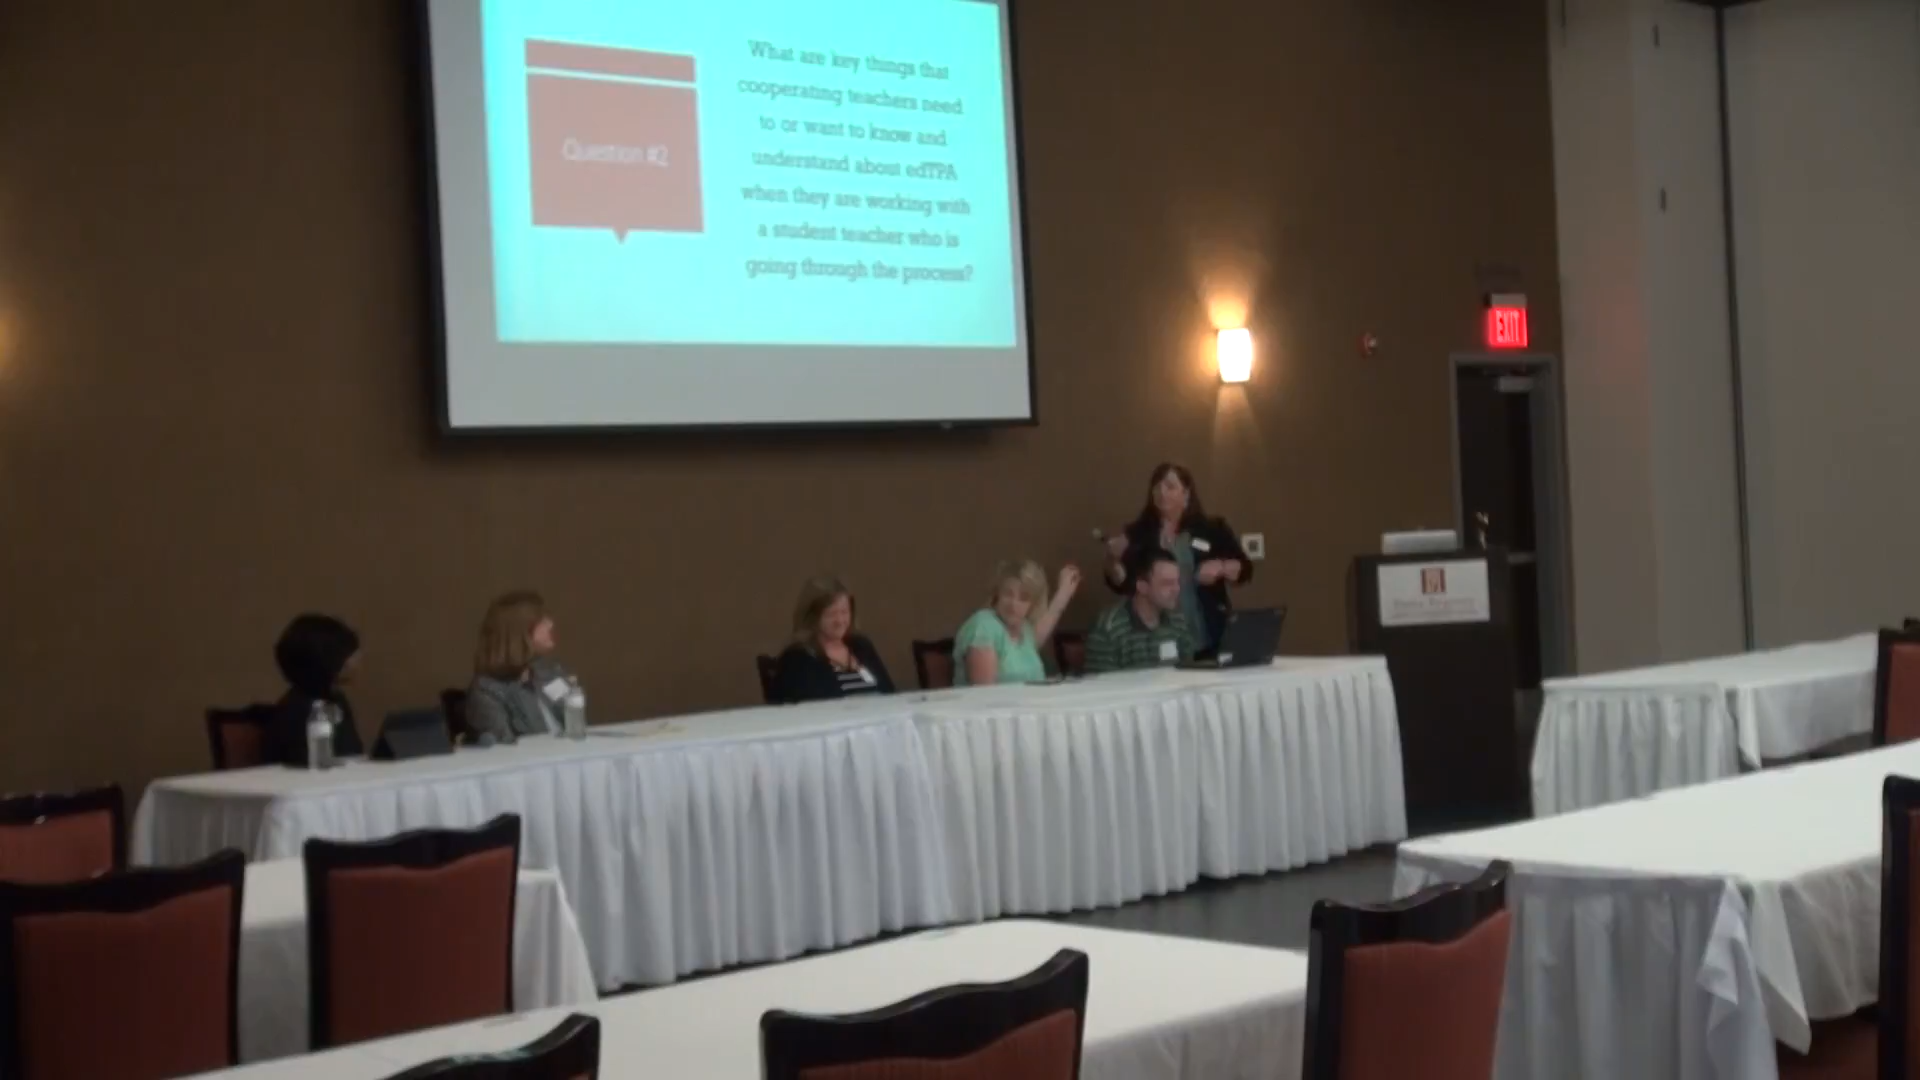 Question #2
What are key things that
cooperating teachers need
to or want to know and
understand about edTPA
when they are working with
a student teacher who is
going through the process?
EXIT